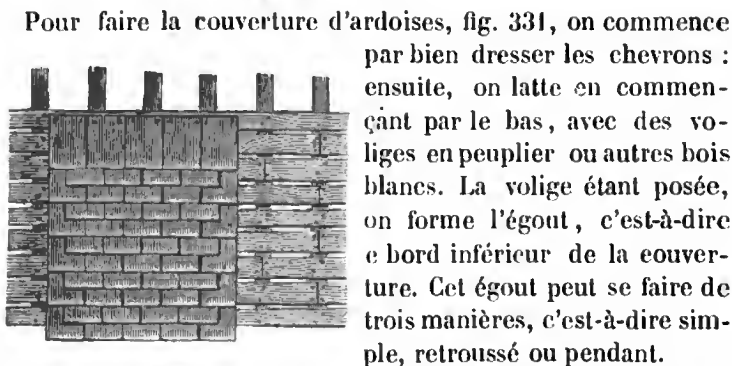 Pour faire la couverture d'ardoises, fig. 331, on commence
par bien dresser les chevrons :
ensuite, on latte en commen-
çant par le bas, avec des vo-
liges en peuplier ou autres bois
blancs. La volige étant posée,
on forme l'égout, c'est-à-dire
e bord inférieur de la couver-
ture. Cet égout peut se faire de
trois manières, c'est-à-dire sim-
ple, retroussé ou pendant.